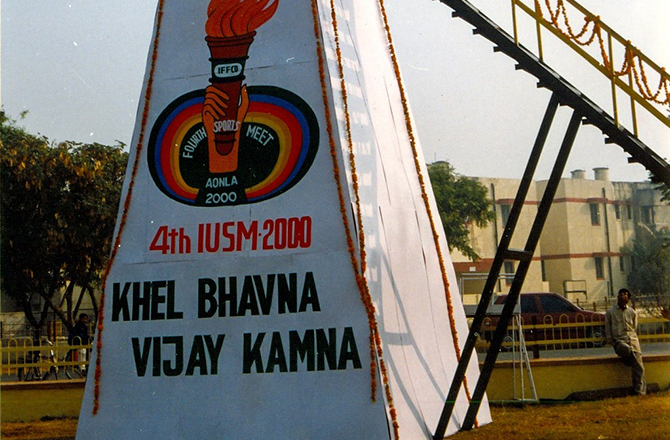 IFFCO
FOURTH SPORTS MEET
AONLA
2000
4th IUSM-2000
KHEL BHAVNA
VIJAY KAMNA